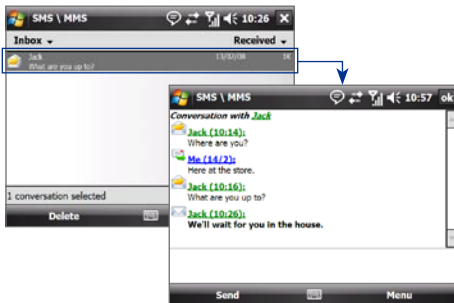 SMS \ MMS 10:26
Inbox Received
Jack 13/02/08 1K
What are you up to?
1 conversation selected
Delete
SMS \ MMS 10:57 ok
Conversation with Jack
Jack (10:14):
Where are you?
Me (14/2):
Here at the store.
Jack (10:16):
What are you up to?
Jack (10:26):
We'll wait for you in the house.
Send Menu